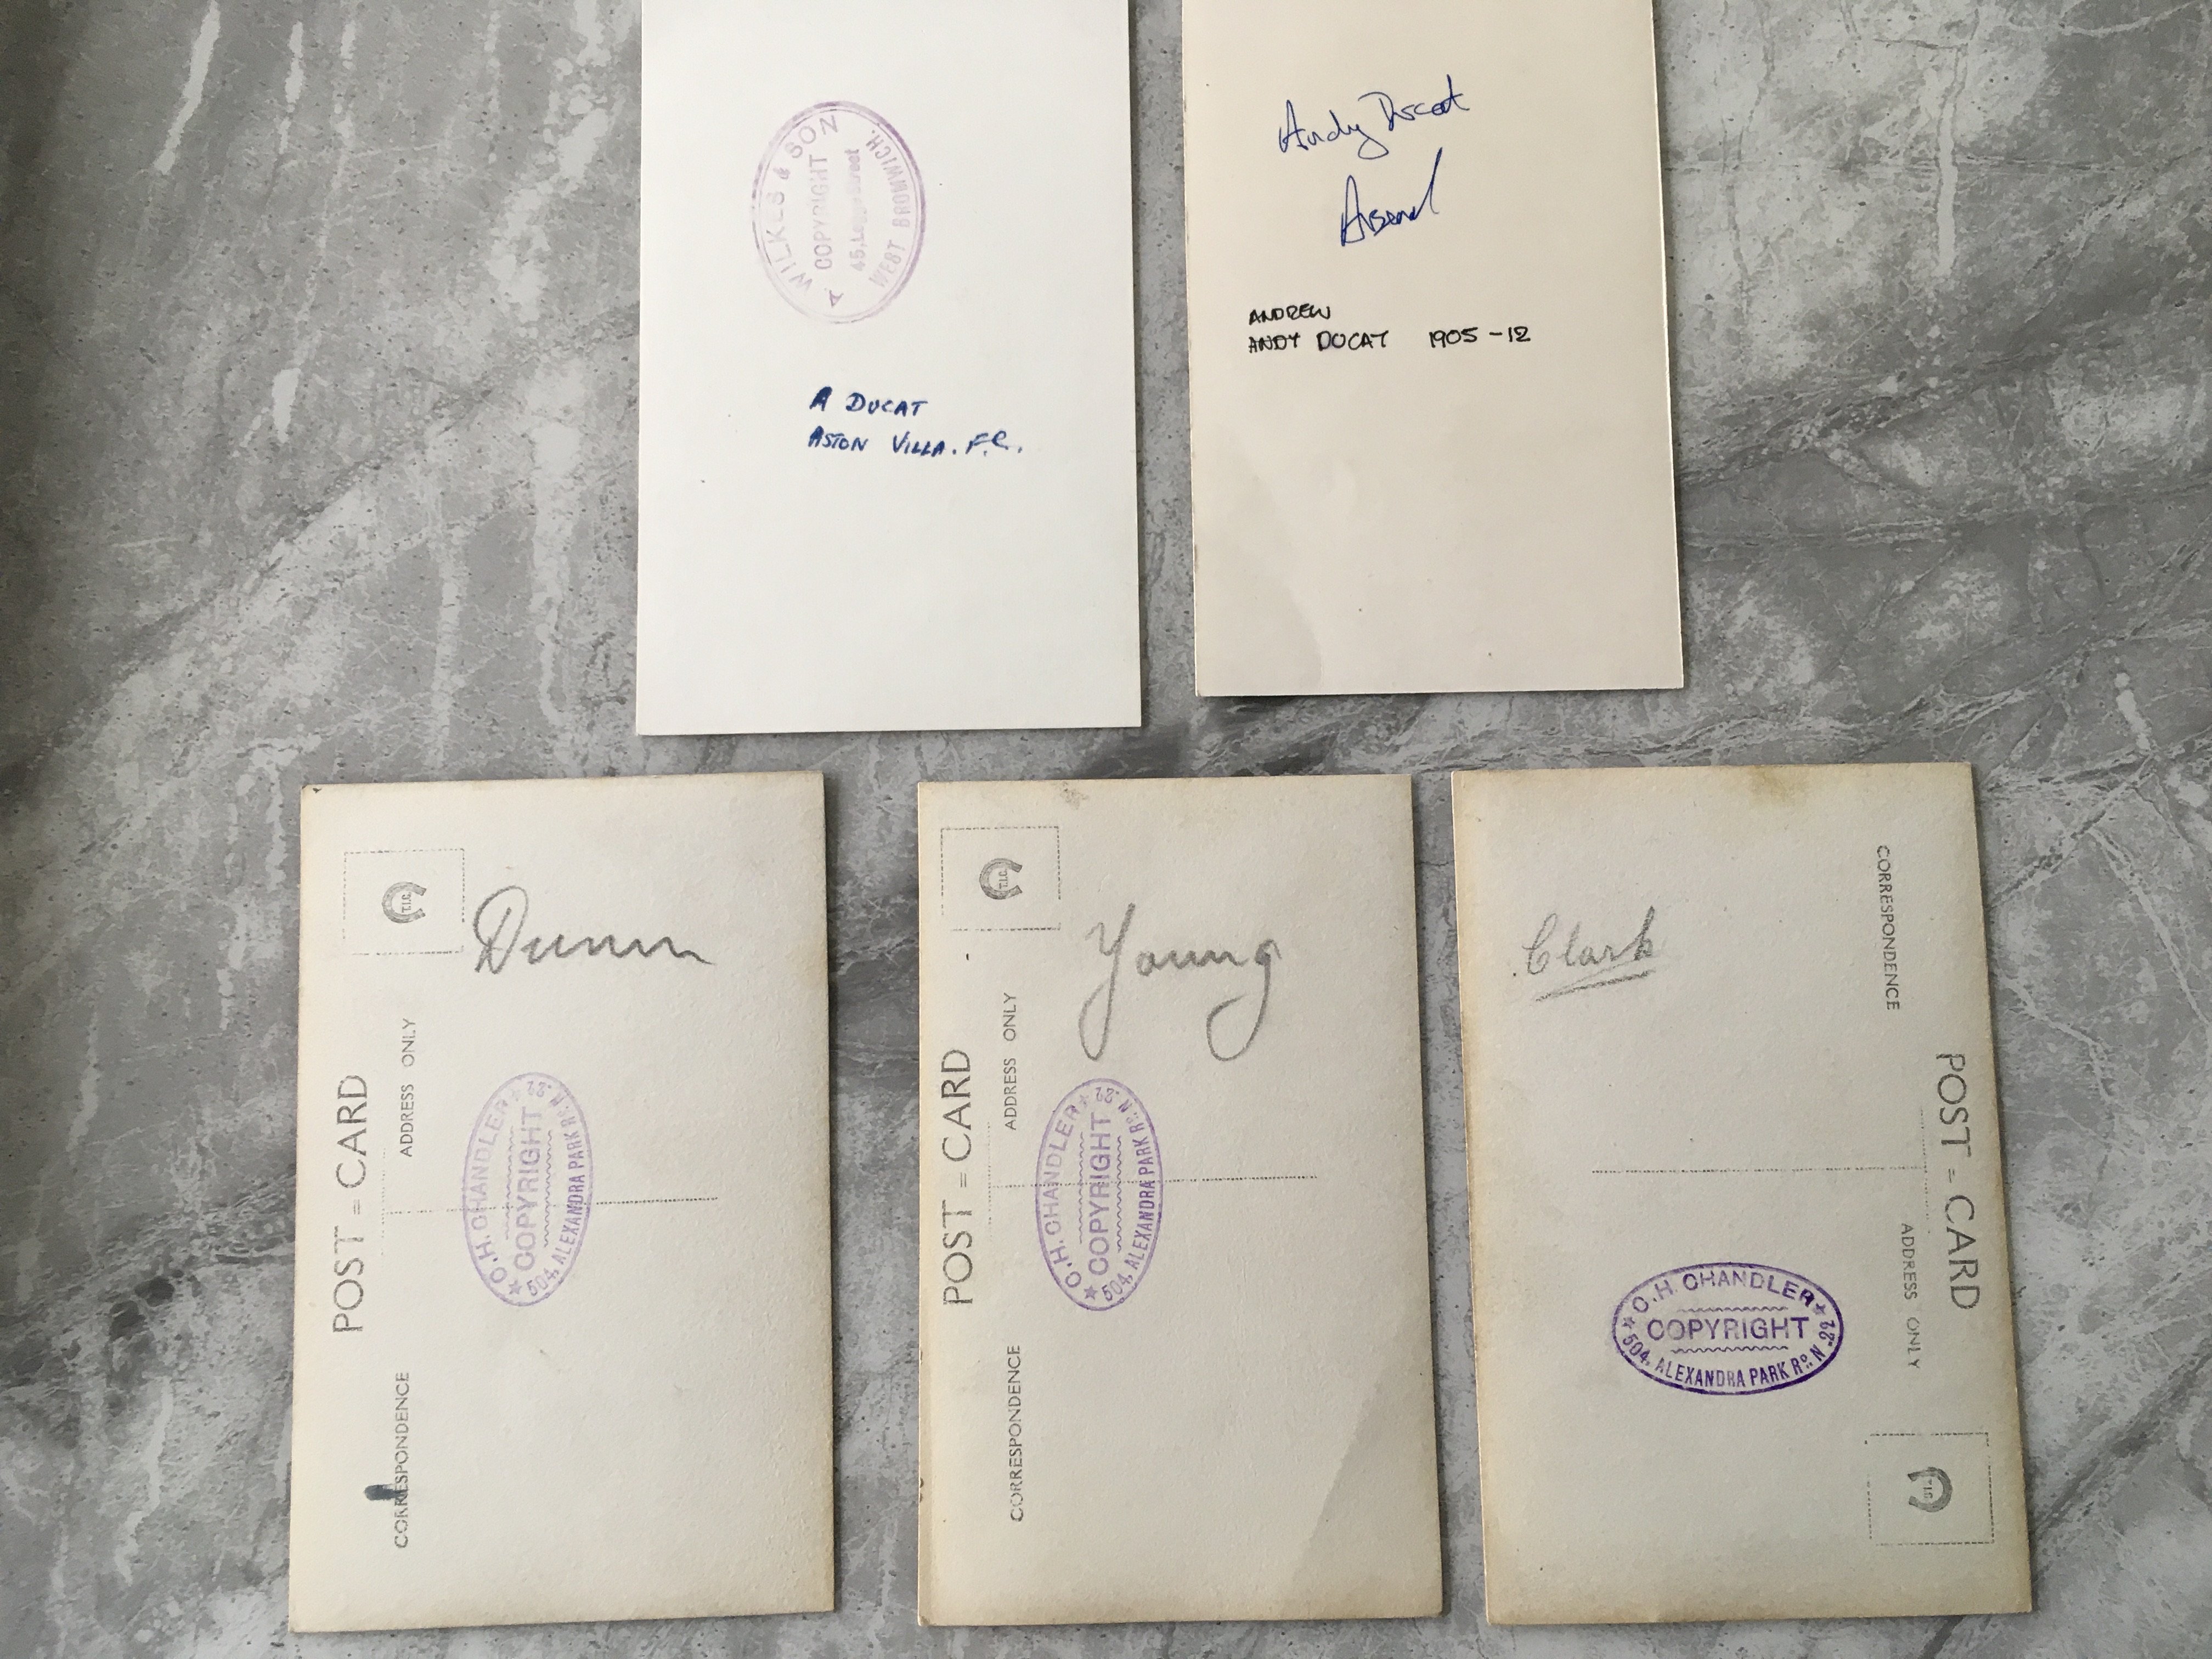 A WILKES & SON
COPYRIGHT
45,
WEST BROMWICH.
A DUCAT
ASTON VILLA. F.C.
Andy Ducat
Arsenal
ANDREW
ANDY DUCAT 1905-12
POST = CARD
CORRESPONDENCE
ADDRESS ONLY
T.I.C.
Dunn
C.H. CHANDLER
COPYRIGHT
504, ALEXANDRA PARK RD. N.22
POST = CARD
CORRESPONDENCE
ADDRESS ONLY
T.I.C.
Young
C.H. CHANDLER
COPYRIGHT
504, ALEXANDRA PARK RD. N.22
POST = CARD
CORRESPONDENCE
ADDRESS ONLY
T.I.C.
Clark
C.H. CHANDLER
COPYRIGHT
504, ALEXANDRA PARK RD. N.22